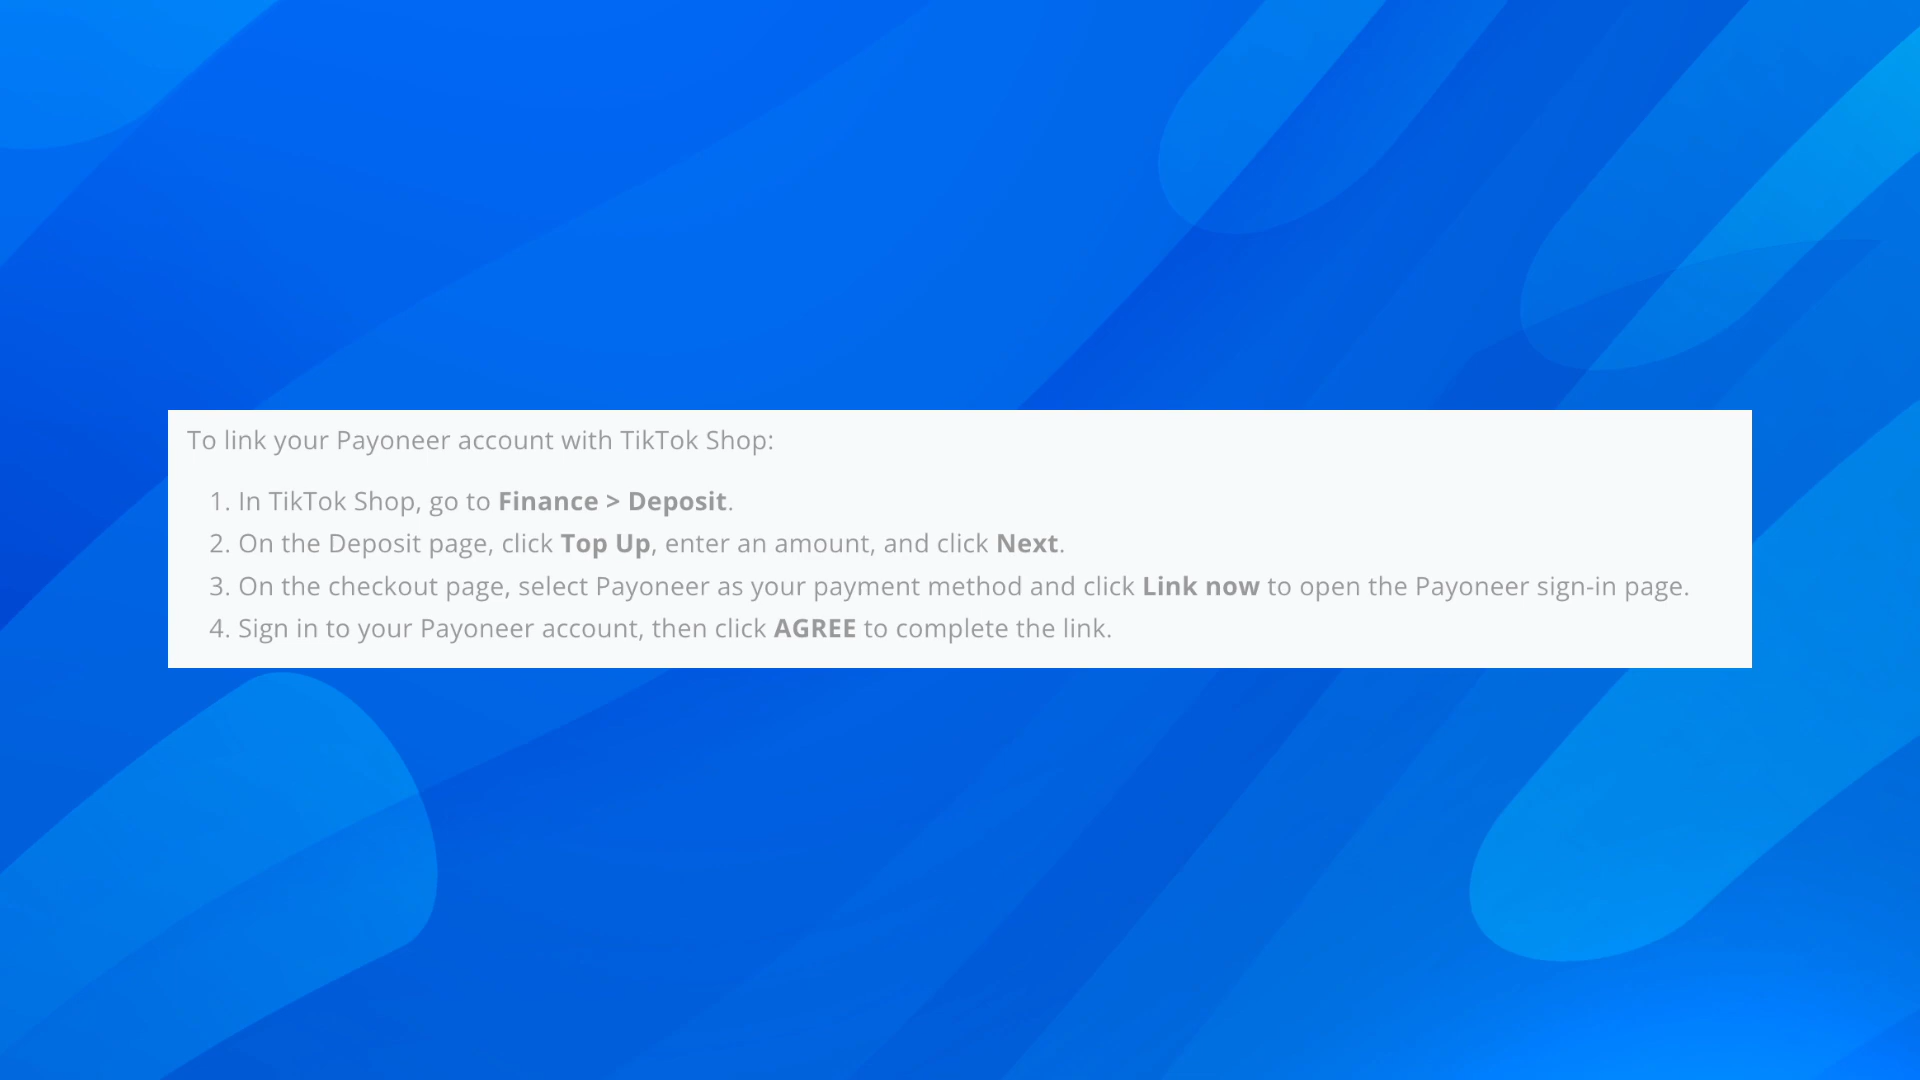 To link your Payoneer account with TikTok Shop:
1. In TikTok Shop, go to Finance > Deposit.
2. On the Deposit page, click Top Up, enter an amount, and click Next.
3. On the checkout page, select Payoneer as your payment method and click Link now to open the Payoneer sign-in page.
4. Sign in to your Payoneer account, then click AGREE to complete the link.